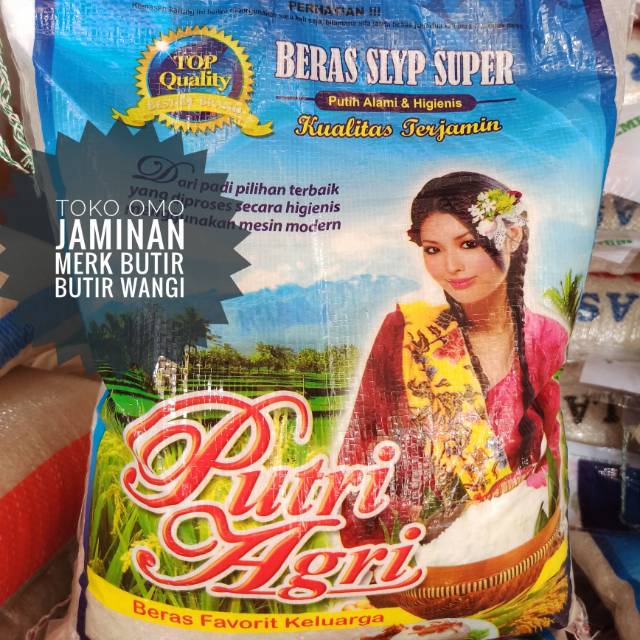 PERHATIAN !!!
TOP
Quality
BERAS SLYP SUPER
Putih Alami & Higienis
Kualitas Terjamin
Dari padi pilihan terbaik
yang diproses secara higienis
menggunakan mesin modern
TOKO OMO
JAMINAN
MERK BUTIR
BUTIR WANGI
Putri
Agri
Beras Favorit Keluarga